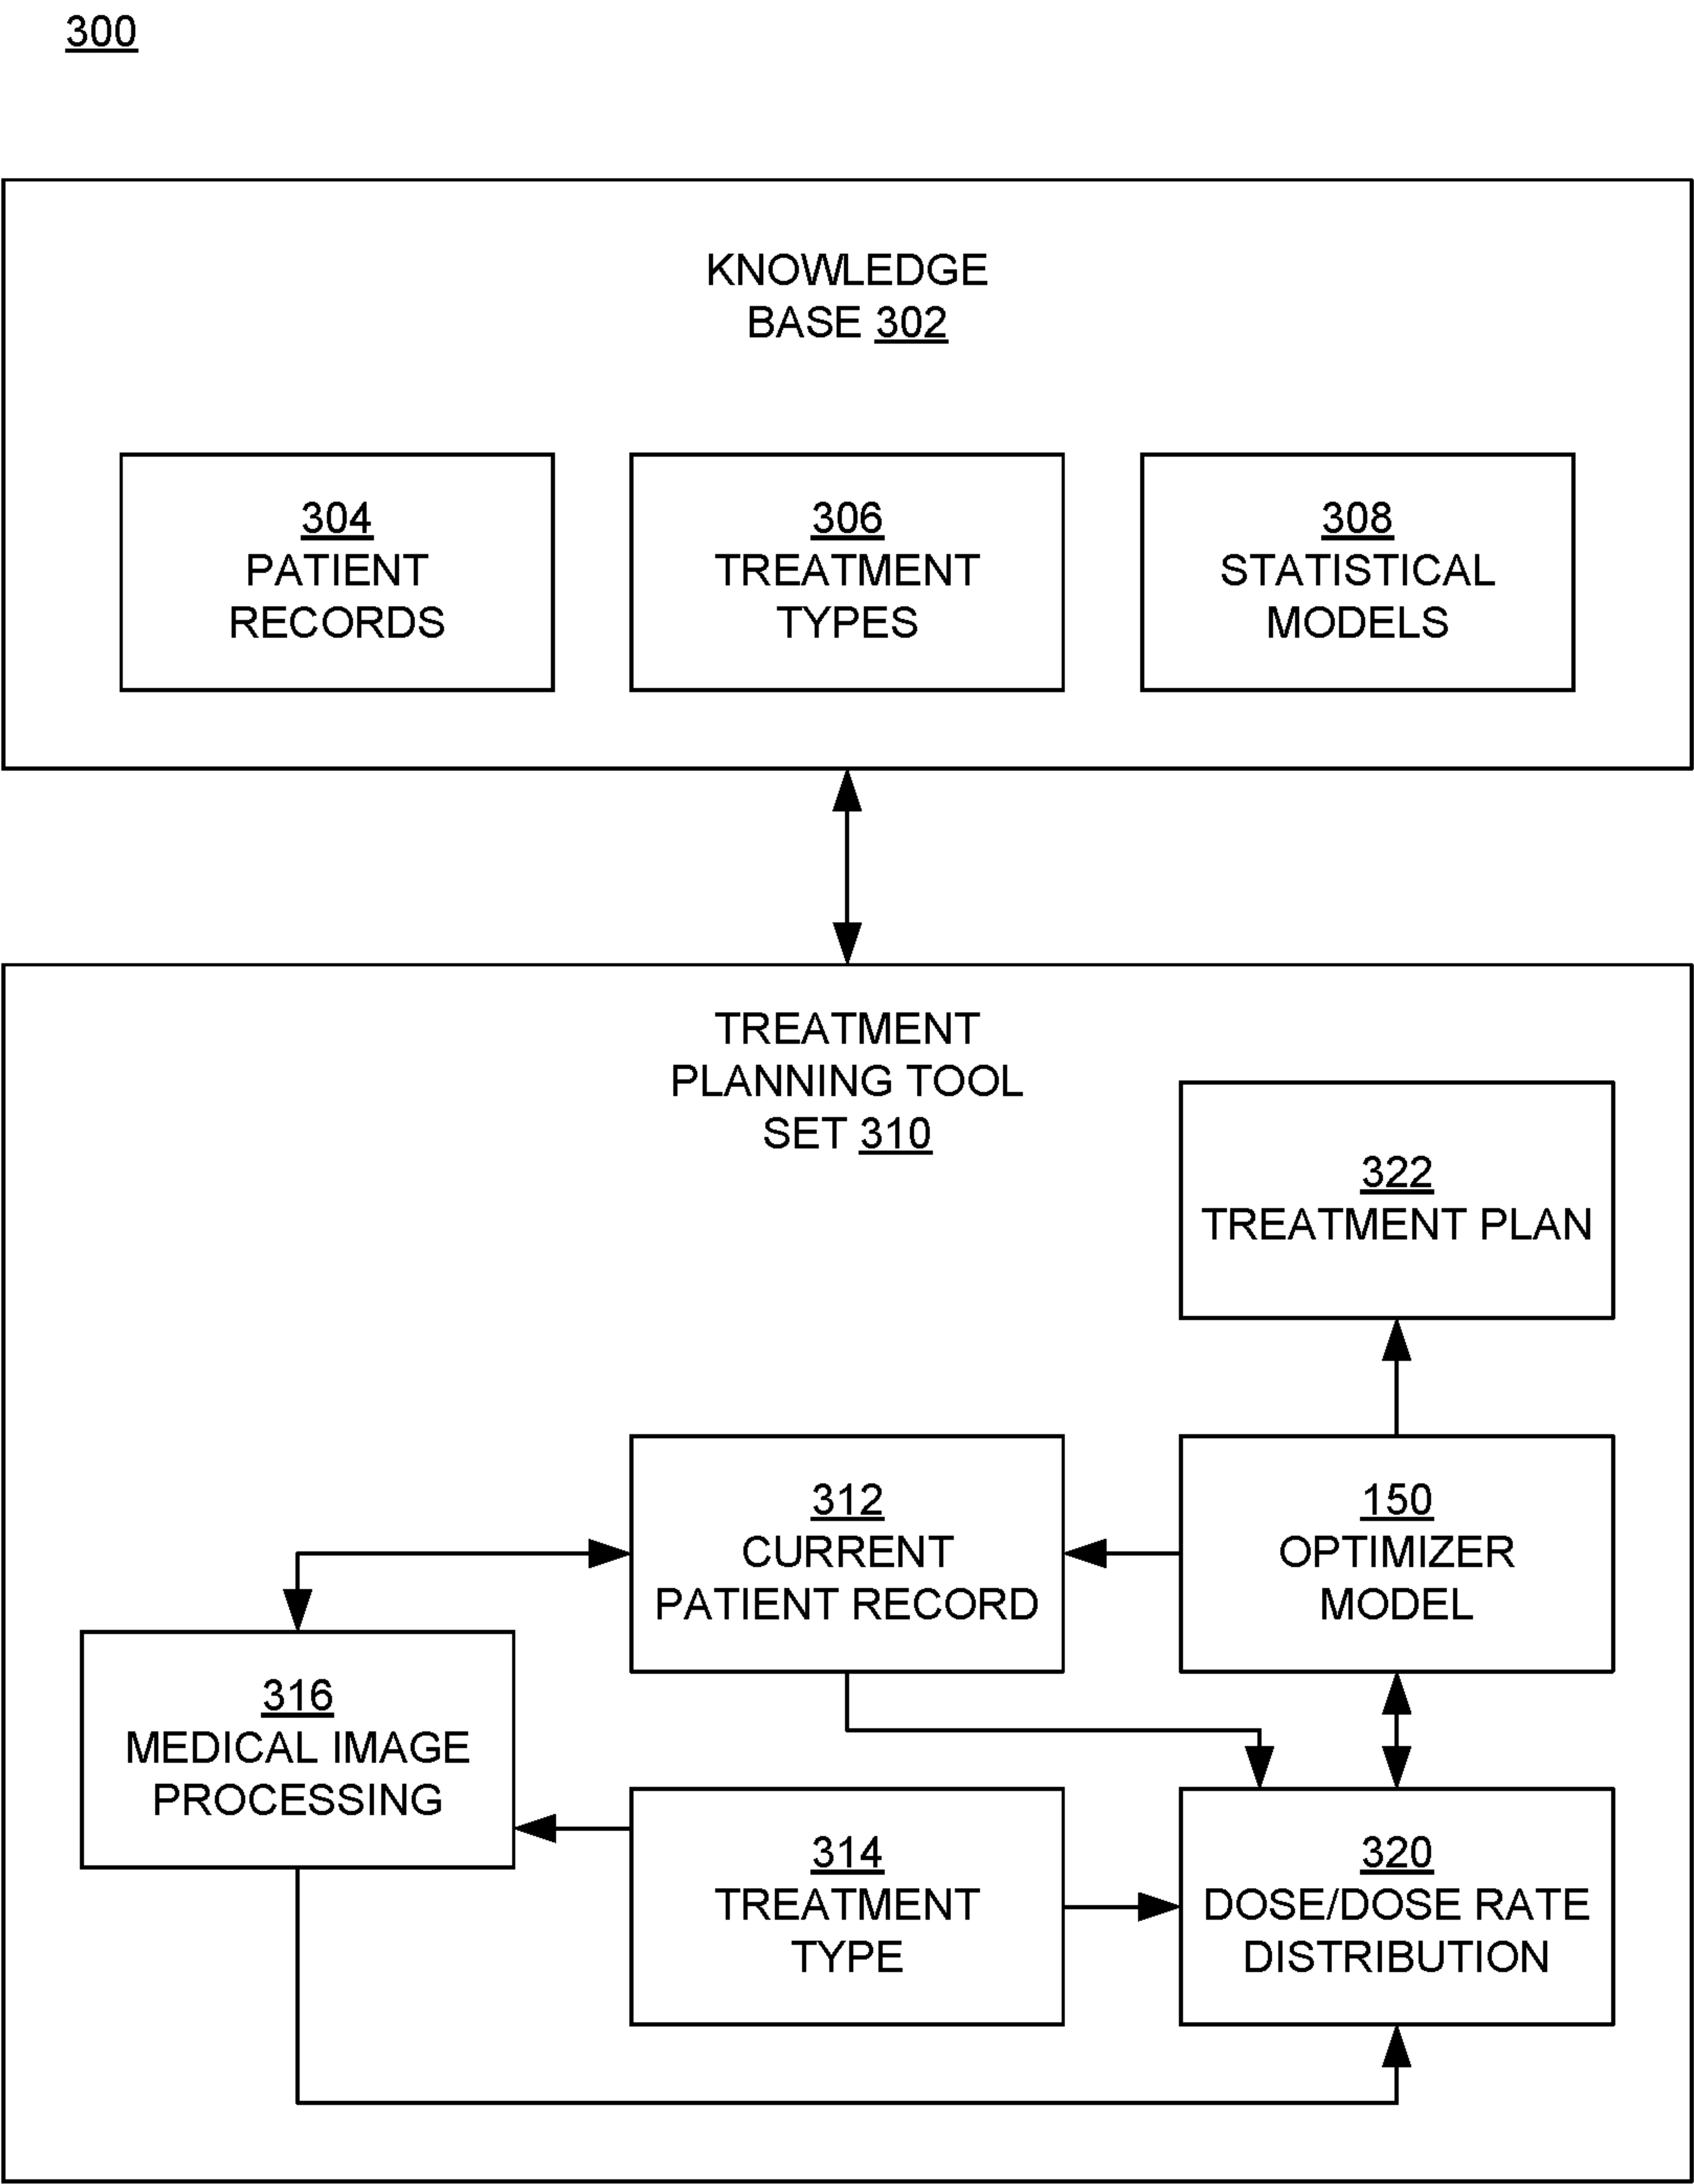 300
KNOWLEDGE
BASE 302
304
PATIENT
RECORDS
306
TREATMENT
TYPES
308
STATISTICAL
MODELS
TREATMENT
PLANNING TOOL
SET 310
322
TREATMENT PLAN
312
CURRENT
PATIENT RECORD
150
OPTIMIZER
MODEL
316
MEDICAL IMAGE
PROCESSING
314
TREATMENT
TYPE
320
DOSE/DOSE RATE
DISTRIBUTION